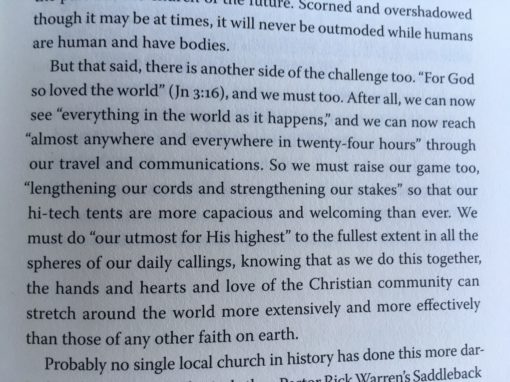 the future. Scorned and overshadowed
though it may be at times, it will never be outmoded while humans
are human and have bodies.
But that said, there is another side of the challenge too. “For God
so loved the world” (Jn 3:16), and we must too. After all, we can now
see “everything in the world as it happens,” and we can now reach
“almost anywhere and everywhere in twenty-four hours” through
our travel and communications. So we must raise our game too,
“lengthening our cords and strengthening our stakes” so that our
hi-tech tents are more capacious and welcoming than ever. We
must do “our utmost for His highest” to the fullest extent in all the
spheres of our daily callings, knowing that as we do this together,
the hands and hearts and love of the Christian community can
stretch around the world more extensively and more effectively
than those of any other faith on earth.
Probably no single local church in history has done this more dar-
Pastor Rick Warren’s Saddleback